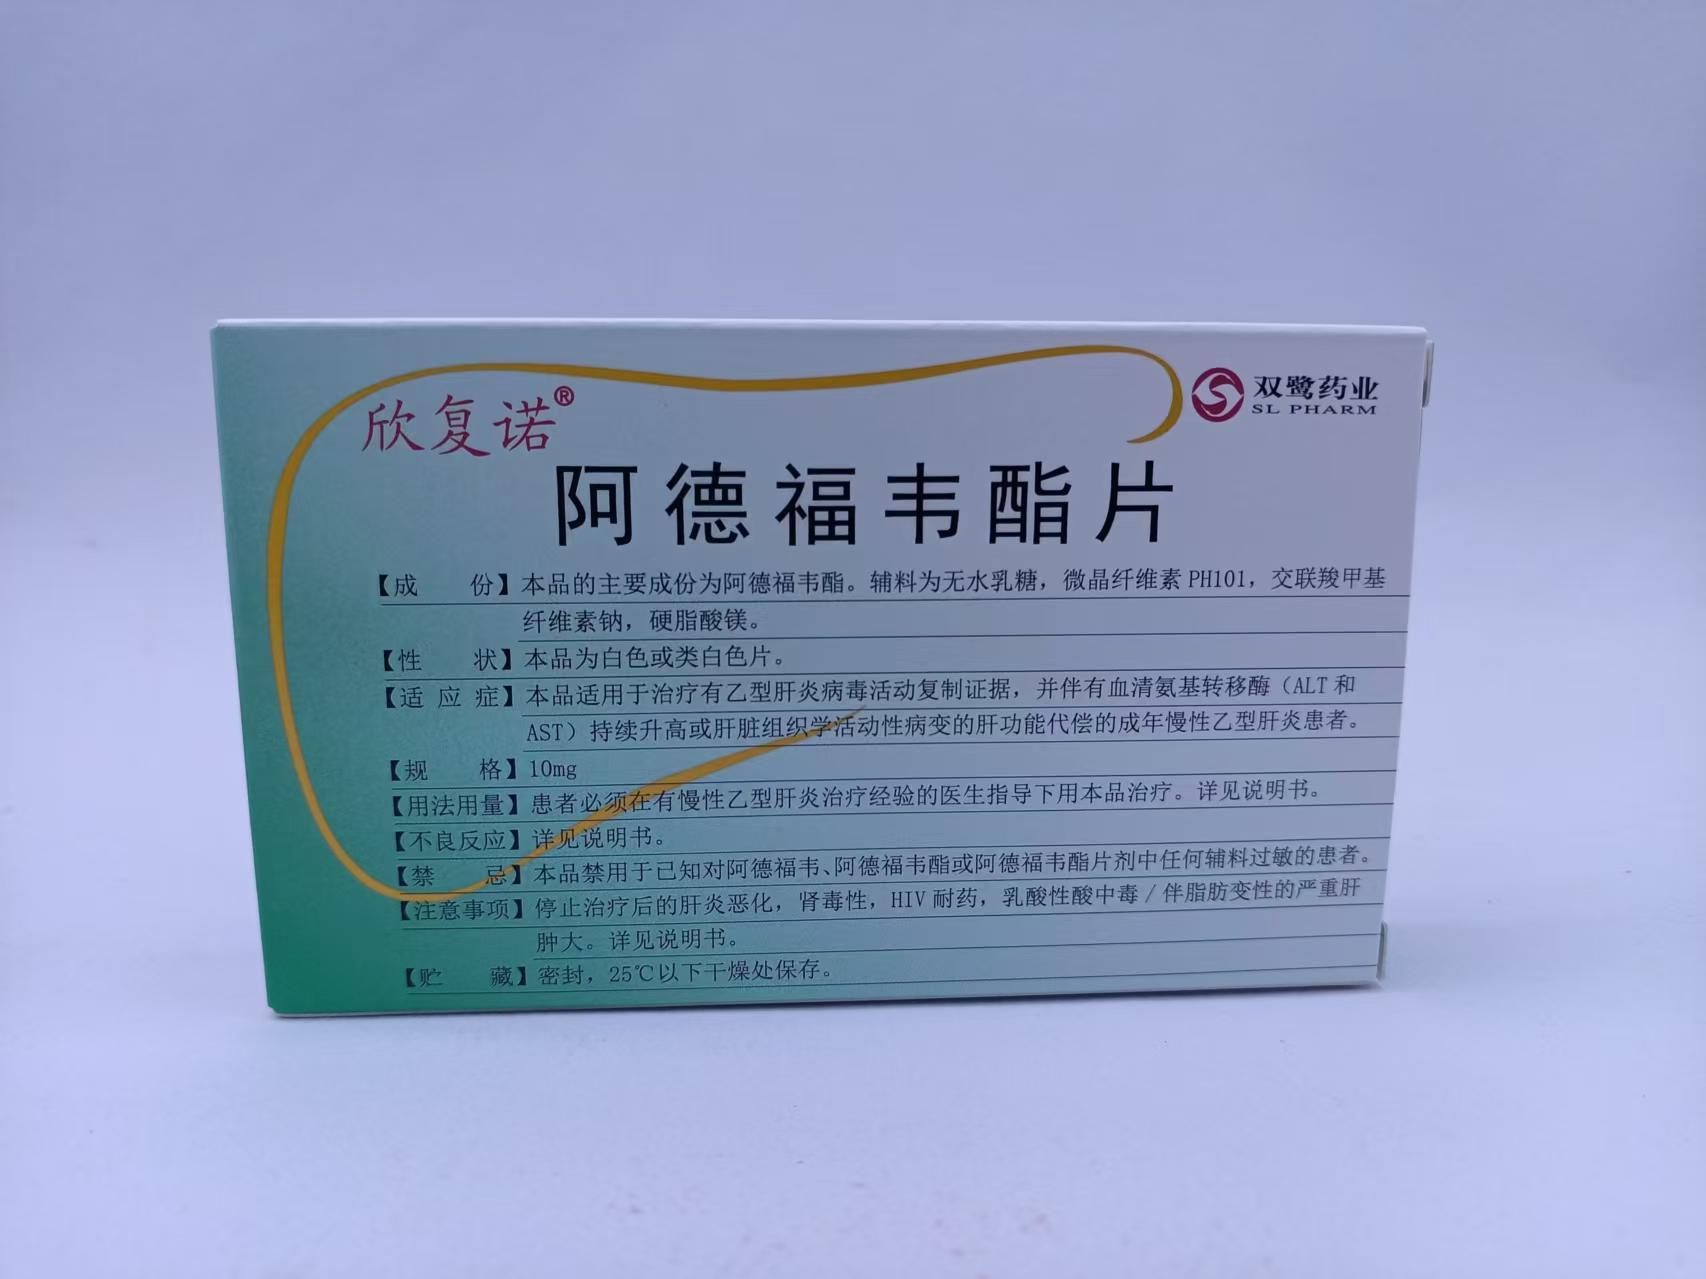 欣复诺®
双鹭药业
SL PHARM
阿德福韦酯片
【成 份】本品的主要成份为阿德福韦酯。辅料为无水乳糖，微晶纤维素PH101，交联羧甲基
纤维素钠，硬脂酸镁。
【性 状】本品为白色或类白色片。
【适 应 症】本品适用于治疗有乙型肝炎病毒活动复制证据，并伴有血清氨基转移酶（ALT和
AST）持续升高或肝脏组织学活动性病变的肝功能代偿的成年慢性乙型肝炎患者。
【规 格】10mg
【用法用量】患者必须在有慢性乙型肝炎治疗经验的医生指导下用本品治疗。详见说明书。
【不良反应】详见说明书。
【禁 忌】本品禁用于已知对阿德福韦、阿德福韦酯或阿德福韦酯片剂中任何辅料过敏的患者。
【注意事项】停止治疗后的肝炎恶化，肾毒性，HIV耐药，乳酸性酸中毒/伴脂肪变性的严重肝
肿大。详见说明书。
【贮 藏】密封，25℃以下干燥处保存。